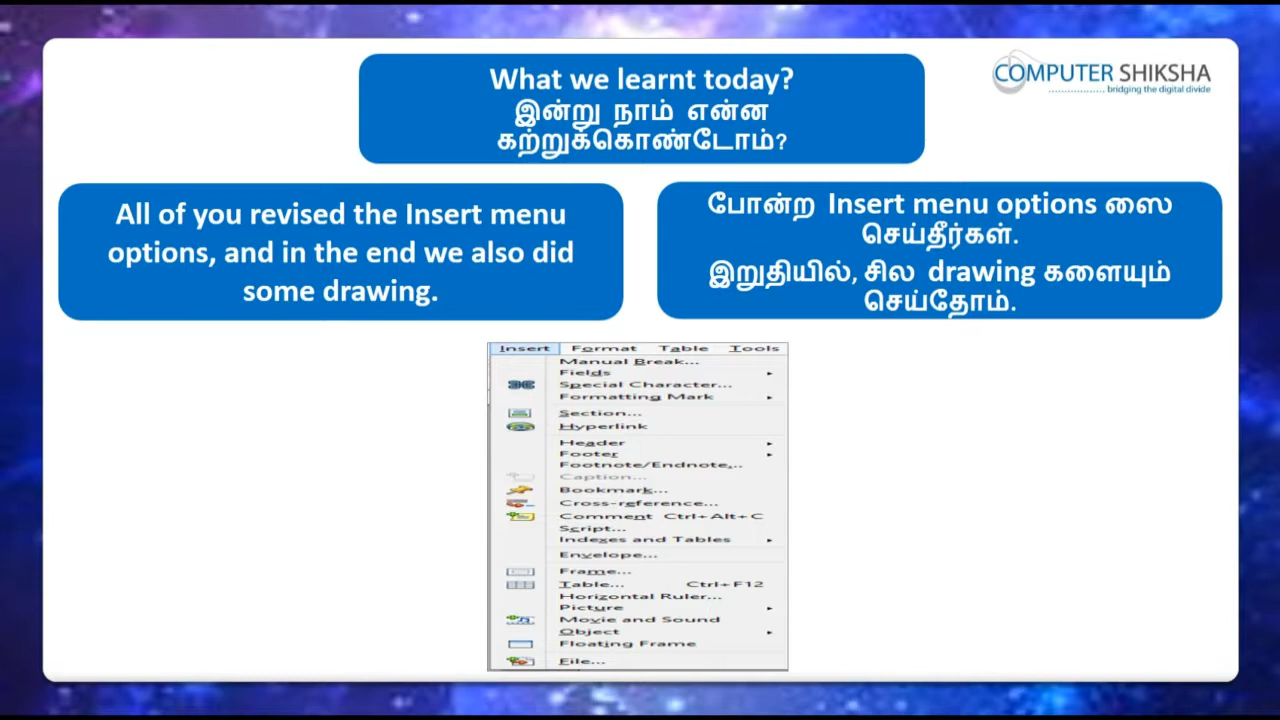 What we learnt today?
இன்று நாம் என்ன
கற்றுக்கொண்டோம்?
COMPUTER SHIKSHA
bridging the digital divide
All of you revised the Insert menu
options, and in the end we also did
some drawing.
போன்ற Insert menu options ஸை
செய்தீர்கள்.
இறுதியில், சில drawing களையும்
செய்தோம்.
Insert Format Table Tools
Manual Break...
Fields
Special Character...
Formatting Mark
Section...
Hyperlink
Header
Footer
Footnote/Endnote...
Caption...
Bookmark...
Cross-reference...
Comment Ctrl+Alt+C
Script...
Indexes and Tables
Envelope...
Frame...
Table... Ctrl+F12
Horizontal Ruler...
Picture
Movie and Sound
Object
Floating Frame
File...